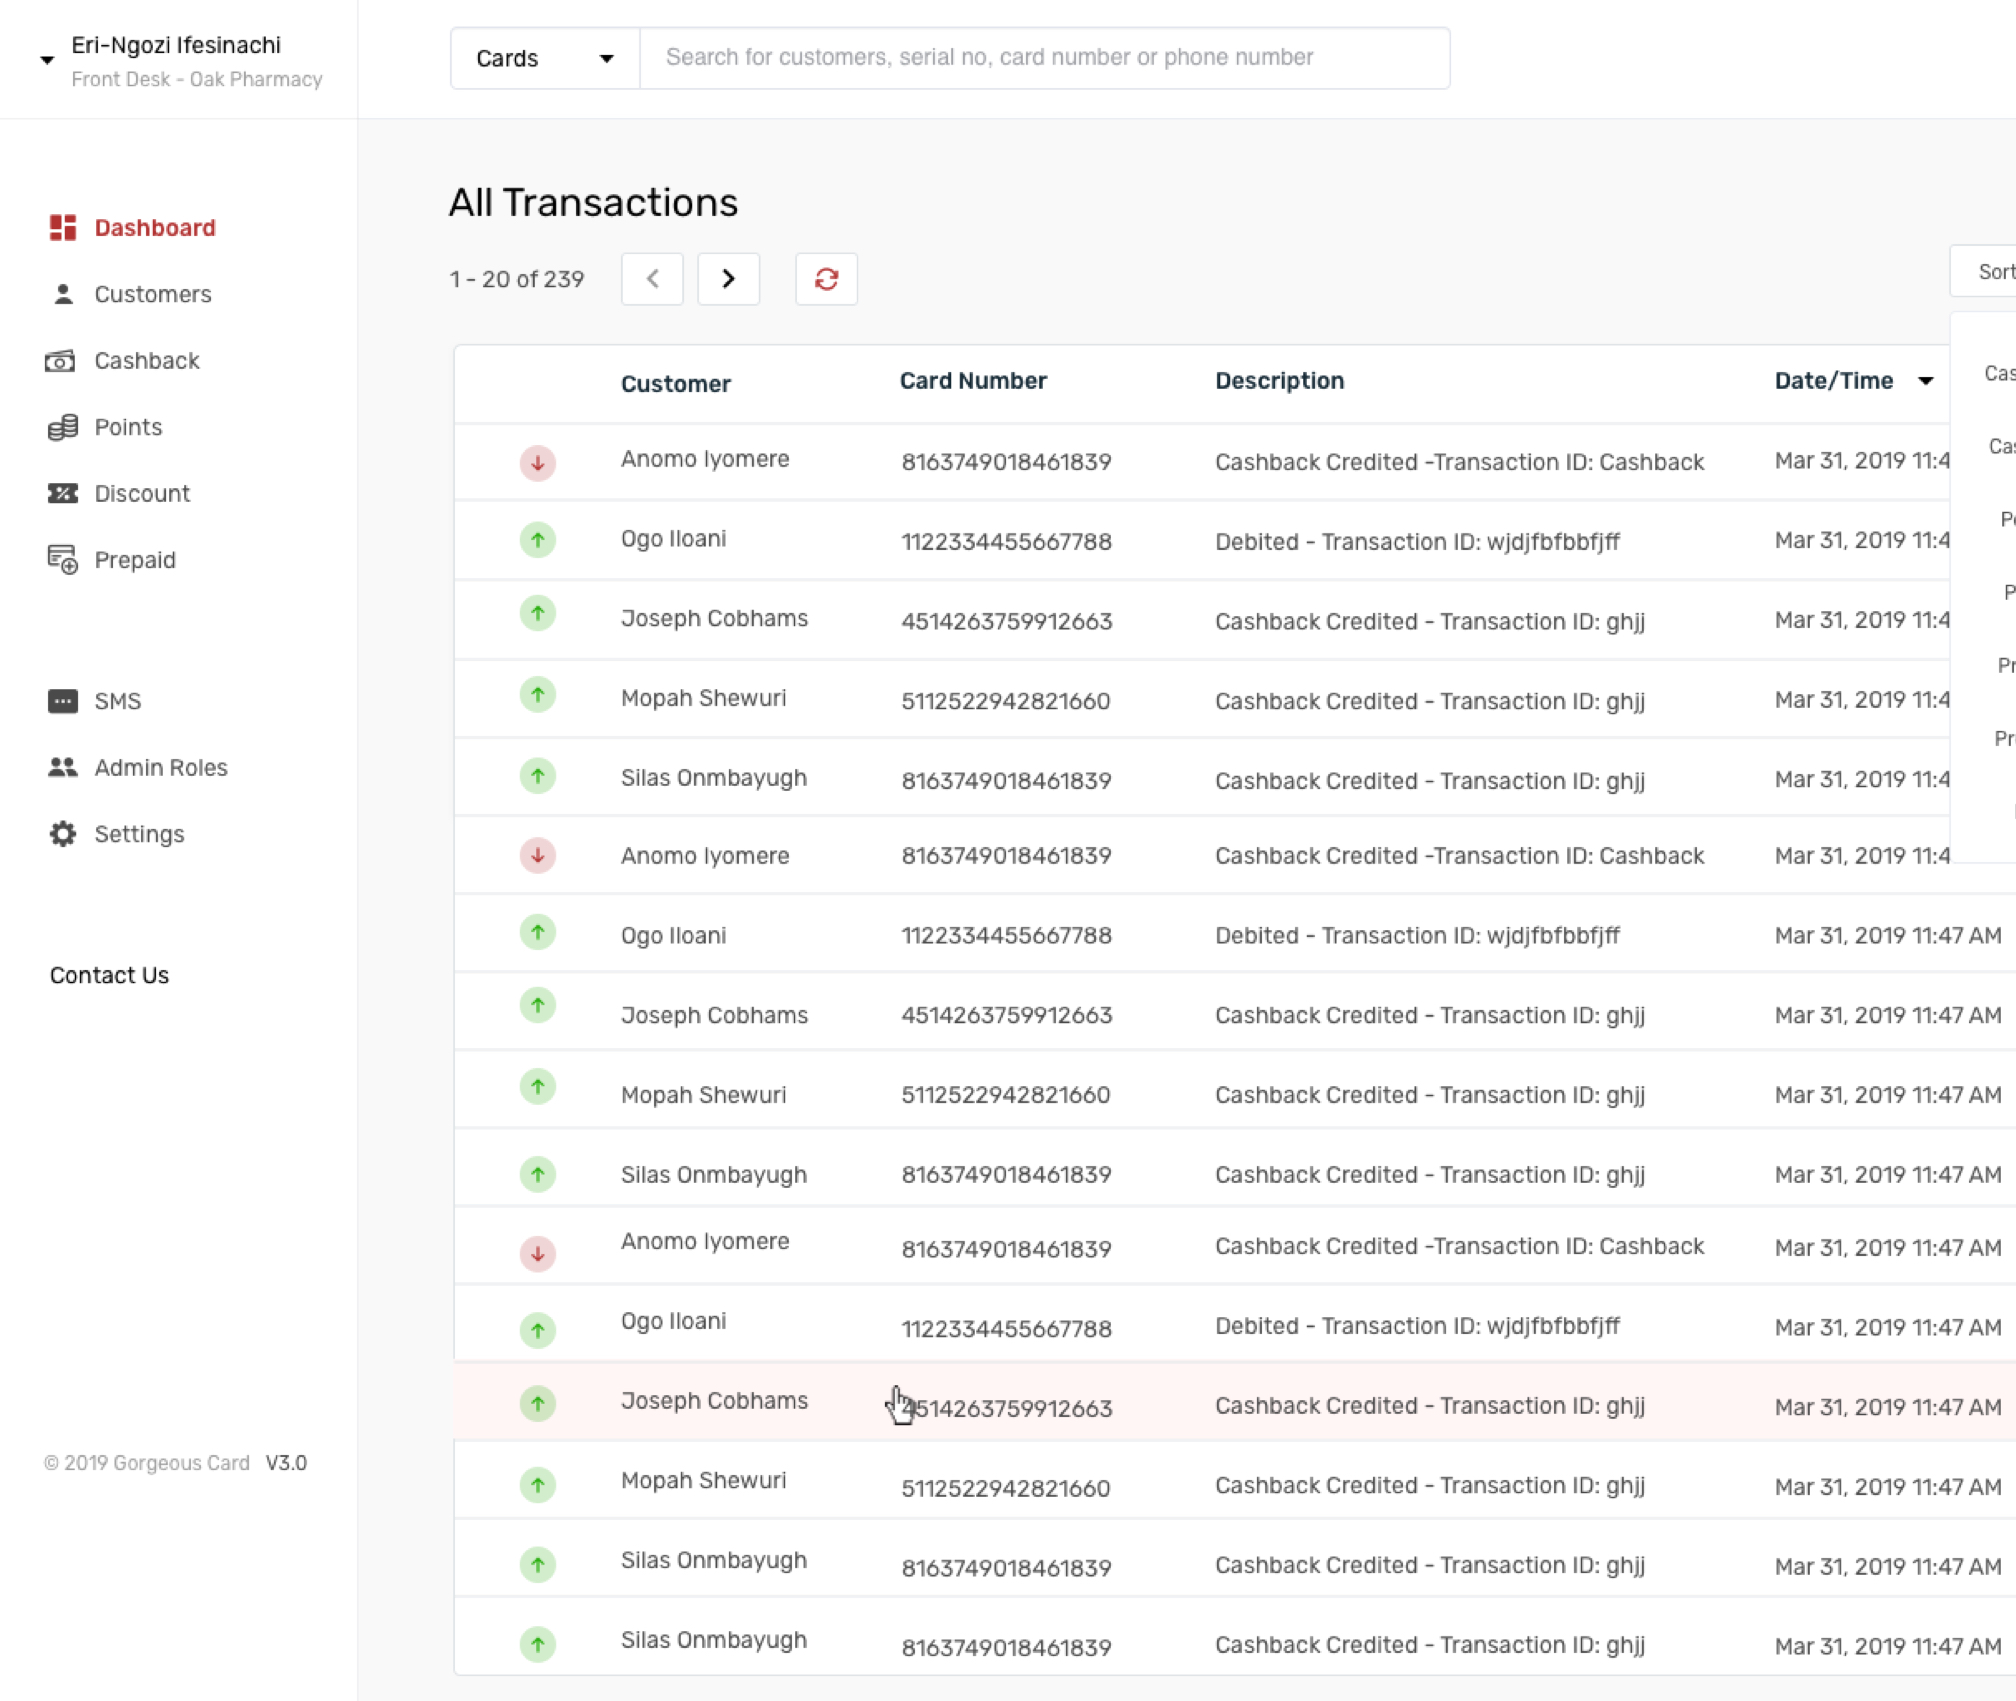 Eri-Ngozi Ifesinachi
Front Desk - Oak Pharmacy
Cards
Search for customers, serial no, card number or phone number
Dashboard
Customers
Cashback
Points
Discount
Prepaid
SMS
Admin Roles
Settings
Contact Us
© 2019 Gorgeous Card V3.0
All Transactions
1 - 20 of 239
Sort
Customer Card Number Description Date/Time
Anomo Iyomere 8163749018461839 Cashback Credited -Transaction ID: Cashback Mar 31, 2019 11:4
Ogo Iloani 1122334455667788 Debited - Transaction ID: wjdjfbfbbfjff Mar 31, 2019 11:4
Joseph Cobhams 4514263759912663 Cashback Credited - Transaction ID: ghjj Mar 31, 2019 11:4
Mopah Shewuri 5112522942821660 Cashback Credited - Transaction ID: ghjj Mar 31, 2019 11:4
Silas Onmbayugh 8163749018461839 Cashback Credited - Transaction ID: ghjj Mar 31, 2019 11:4
Anomo Iyomere 8163749018461839 Cashback Credited -Transaction ID: Cashback Mar 31, 2019 11:4
Ogo Iloani 1122334455667788 Debited - Transaction ID: wjdjfbfbbfjff Mar 31, 2019 11:47 AM
Joseph Cobhams 4514263759912663 Cashback Credited - Transaction ID: ghjj Mar 31, 2019 11:47 AM
Mopah Shewuri 5112522942821660 Cashback Credited - Transaction ID: ghjj Mar 31, 2019 11:47 AM
Silas Onmbayugh 8163749018461839 Cashback Credited - Transaction ID: ghjj Mar 31, 2019 11:47 AM
Anomo Iyomere 8163749018461839 Cashback Credited -Transaction ID: Cashback Mar 31, 2019 11:47 AM
Ogo Iloani 1122334455667788 Debited - Transaction ID: wjdjfbfbbfjff Mar 31, 2019 11:47 AM
Joseph Cobhams 4514263759912663 Cashback Credited - Transaction ID: ghjj Mar 31, 2019 11:47 AM
Mopah Shewuri 5112522942821660 Cashback Credited - Transaction ID: ghjj Mar 31, 2019 11:47 AM
Silas Onmbayugh 8163749018461839 Cashback Credited - Transaction ID: ghjj Mar 31, 2019 11:47 AM
Silas Onmbayugh 8163749018461839 Cashback Credited - Transaction ID: ghjj Mar 31, 2019 11:47 AM